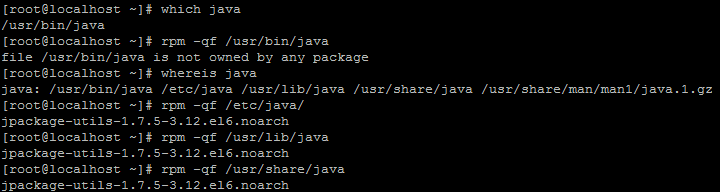 [root@localhost ~]# which java
/usr/bin/java
[root@localhost ~]# rpm -qf /usr/bin/java
file /usr/bin/java is not owned by any package
[root@localhost ~]# whereis java
java: /usr/bin/java /etc/java /usr/lib/java /usr/share/java /usr/share/man/man1/java.1.gz
[root@localhost ~]# rpm -qf /etc/java/
jpackage-utils-1.7.5-3.12.el6.noarch
[root@localhost ~]# rpm -qf /usr/lib/java
jpackage-utils-1.7.5-3.12.el6.noarch
[root@localhost ~]# rpm -qf /usr/share/java
jpackage-utils-1.7.5-3.12.el6.noarch